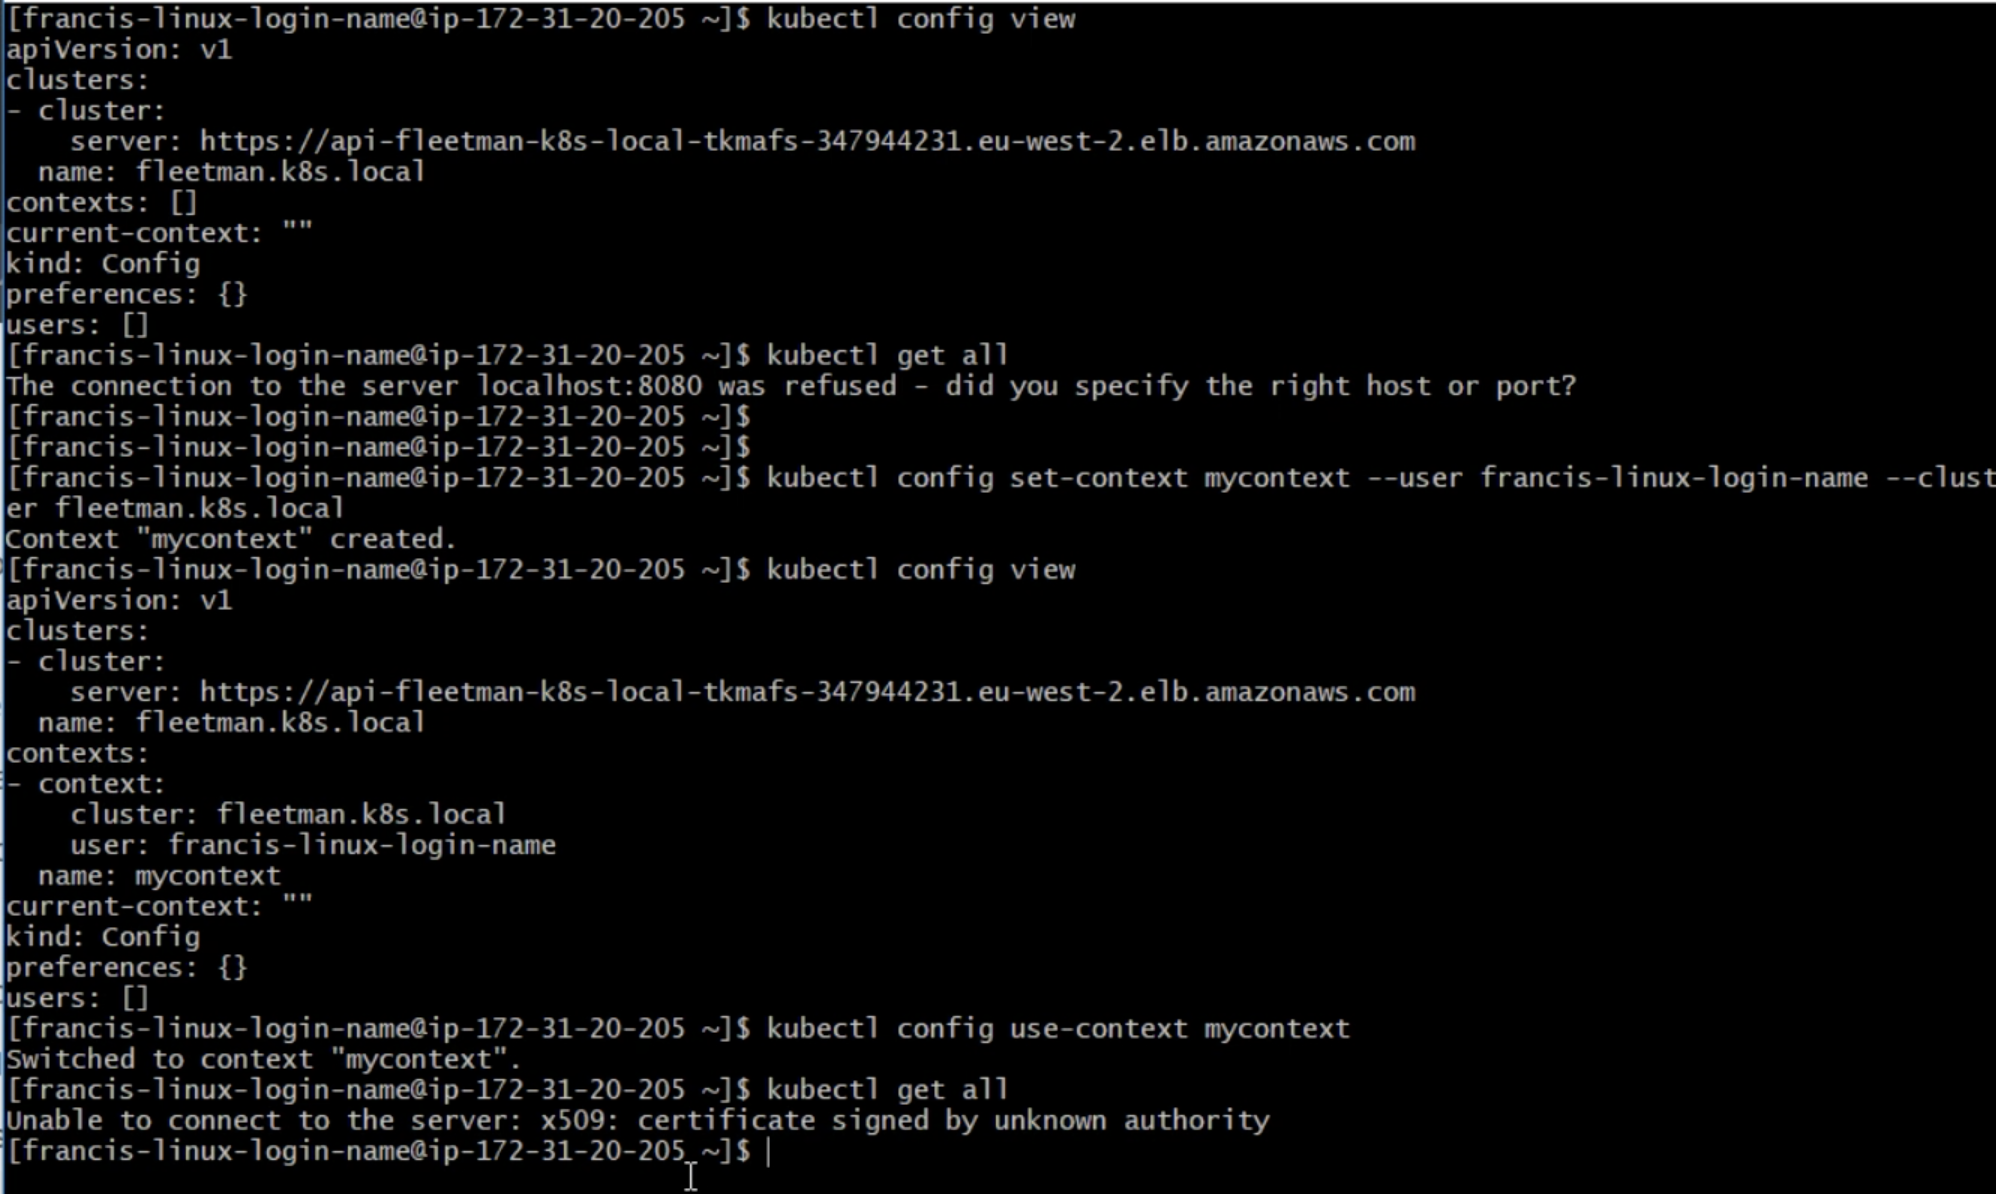 [francis-linux-login-name@ip-172-31-20-205 ~]$ kubectl config view
apiVersion: v1
clusters:
- cluster:
    server: https://api-fleetman-k8s-local-tkmafs-347944231.eu-west-2.elb.amazonaws.com
  name: fleetman.k8s.local
contexts: []
current-context: ""
kind: Config
preferences: {}
users: []
[francis-linux-login-name@ip-172-31-20-205 ~]$ kubectl get all
The connection to the server localhost:8080 was refused - did you specify the right host or port?
[francis-linux-login-name@ip-172-31-20-205 ~]$
[francis-linux-login-name@ip-172-31-20-205 ~]$
[francis-linux-login-name@ip-172-31-20-205 ~]$ kubectl config set-context mycontext --user francis-linux-login-name --clust
er fleetman.k8s.local
Context "mycontext" created.
[francis-linux-login-name@ip-172-31-20-205 ~]$ kubectl config view
apiVersion: v1
clusters:
- cluster:
    server: https://api-fleetman-k8s-local-tkmafs-347944231.eu-west-2.elb.amazonaws.com
  name: fleetman.k8s.local
contexts:
- context:
    cluster: fleetman.k8s.local
    user: francis-linux-login-name
  name: mycontext
current-context: ""
kind: Config
preferences: {}
users: []
[francis-linux-login-name@ip-172-31-20-205 ~]$ kubectl config use-context mycontext
Switched to context "mycontext".
[francis-linux-login-name@ip-172-31-20-205 ~]$ kubectl get all
Unable to connect to the server: x509: certificate signed by unknown authority
[francis-linux-login-name@ip-172-31-20-205 ~]$